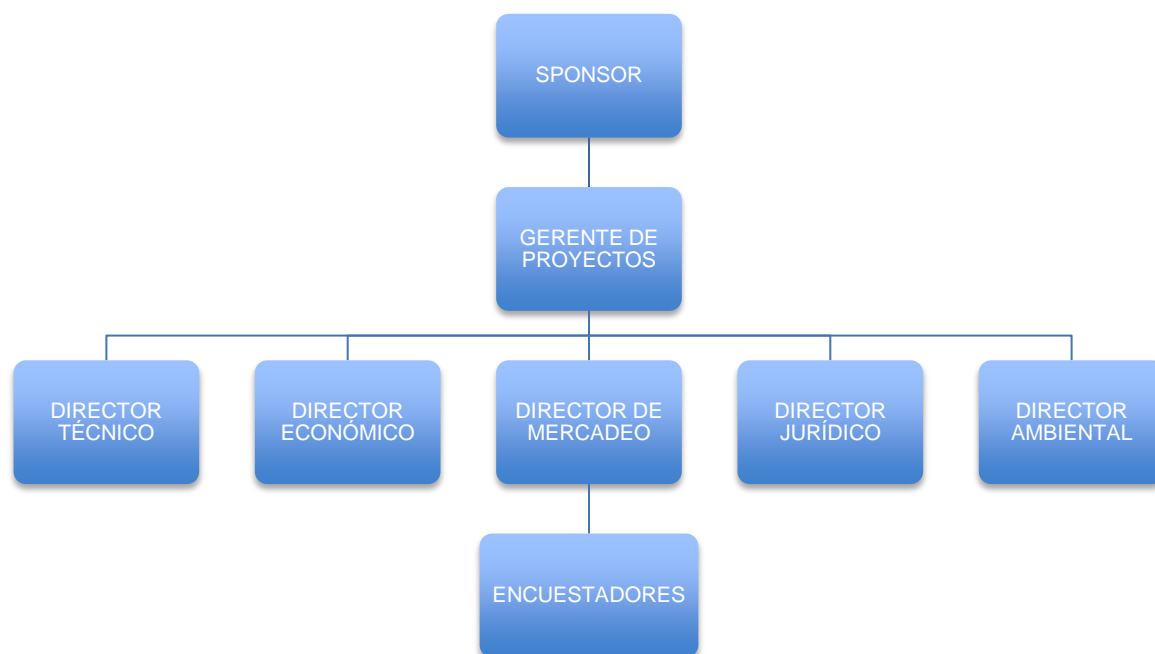 SPONSOR
GERENTE DE
PROYECTOS
DIRECTOR
TÉCNICO
DIRECTOR
ECONÓMICO
DIRECTOR DE
MERCADEO
DIRECTOR
JURÍDICO
DIRECTOR
AMBIENTAL
ENCUESTADORES